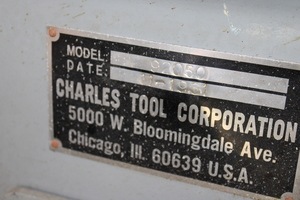 MODEL:
DATE:
CHARLES TOOL CORPORATION
5000 W. Bloomingdale Ave.
Chicago, Ill. 60639 U.S.A.